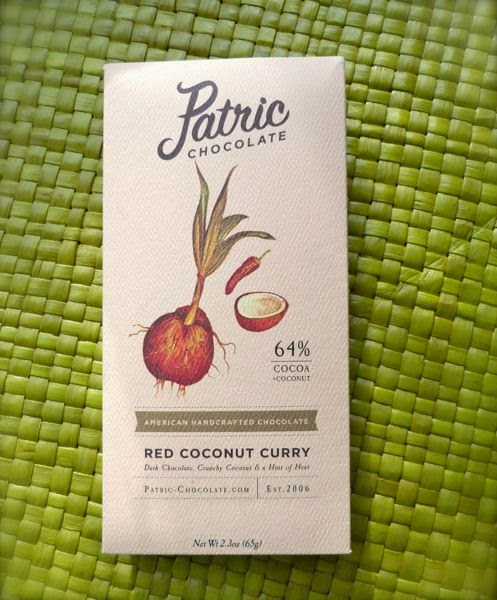 Patric
CHOCOLATE
64%
COCOA
+COCONUT
AMERICAN HANDCRAFTED CHOCOLATE
RED COCONUT CURRY
Dark Chocolate, Crunchy Coconut & a Hint of Heat
PATRIC-CHOCOLATE.COM | EST. 2006
Net Wt 2.3oz (65g)